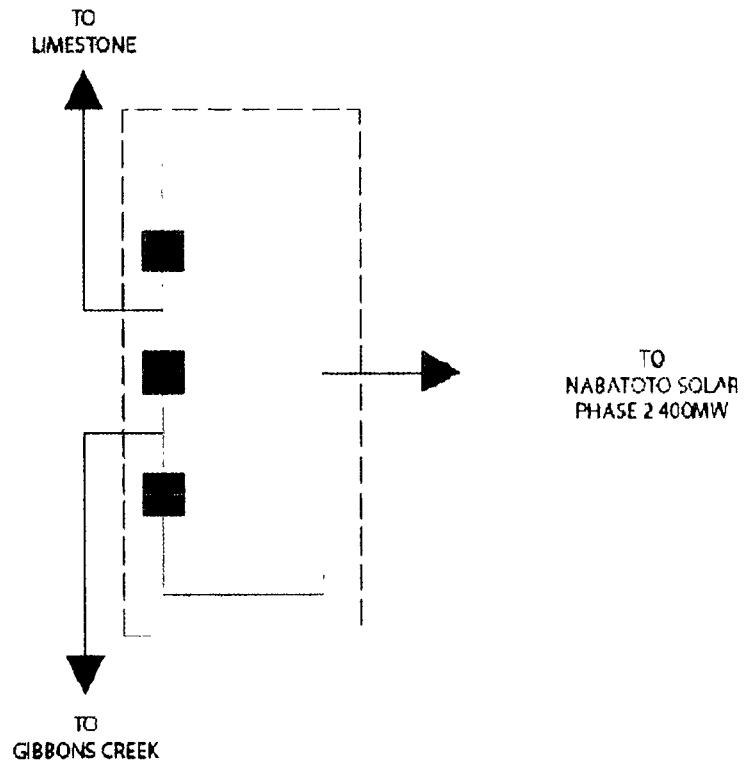 TO
LIMESTONE
TO
NABATOTO SOLAR
PHASE 2 400MW
TO
GIBBONS CREEK